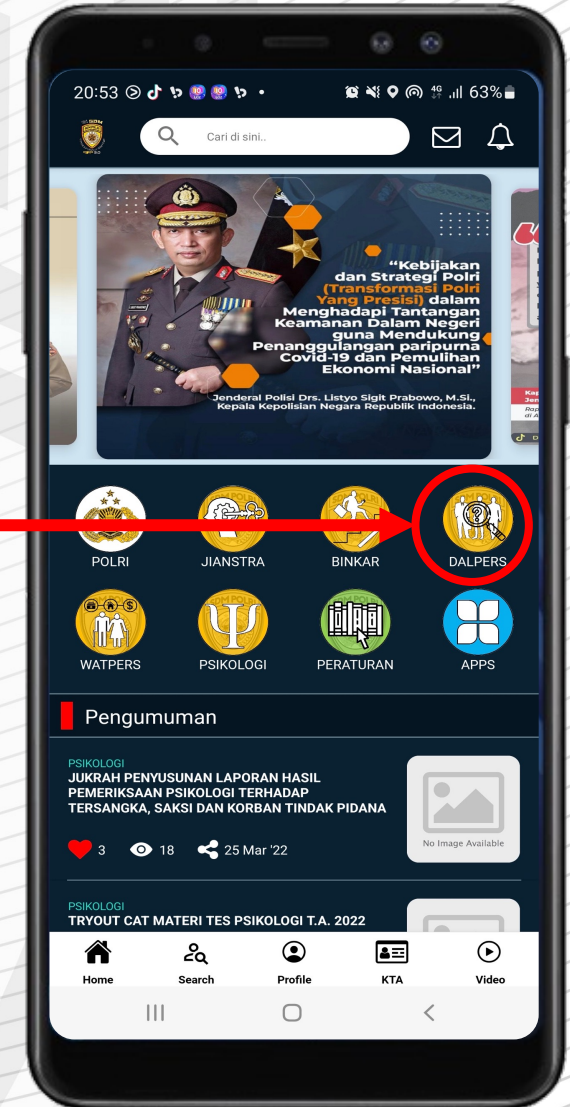 20:53
4G
63%
Cari di sini..
“Kebijakan
dan Strategi Polri
(Transformasi Polri
Yang Presisi) dalam
Menghadapi Tantangan
Keamanan Dalam Negeri
guna Mendukung
Penanggulangan paripurna
Covid-19 dan Pemulihan
Ekonomi Nasional”
Jenderal Polisi Drs. Listyo Sigit Prabowo, M.Si.,
Kepala Kepolisian Negara Republik Indonesia.
POLRI
JIANSTRA
BINKAR
DALPERS
WATPERS
PSIKOLOGI
PERATURAN
APPS
Pengumuman
PSIKOLOGI
JUKRAH PENYUSUNAN LAPORAN HASIL
PEMERIKSAAN PSIKOLOGI TERHADAP
TERSANGKA, SAKSI DAN KORBAN TINDAK PIDANA
3 18 25 Mar '22
No Image Available
PSIKOLOGI
TRYOUT CAT MATERI TES PSIKOLOGI T.A. 2022
Home
Search
Profile
KTA
Video